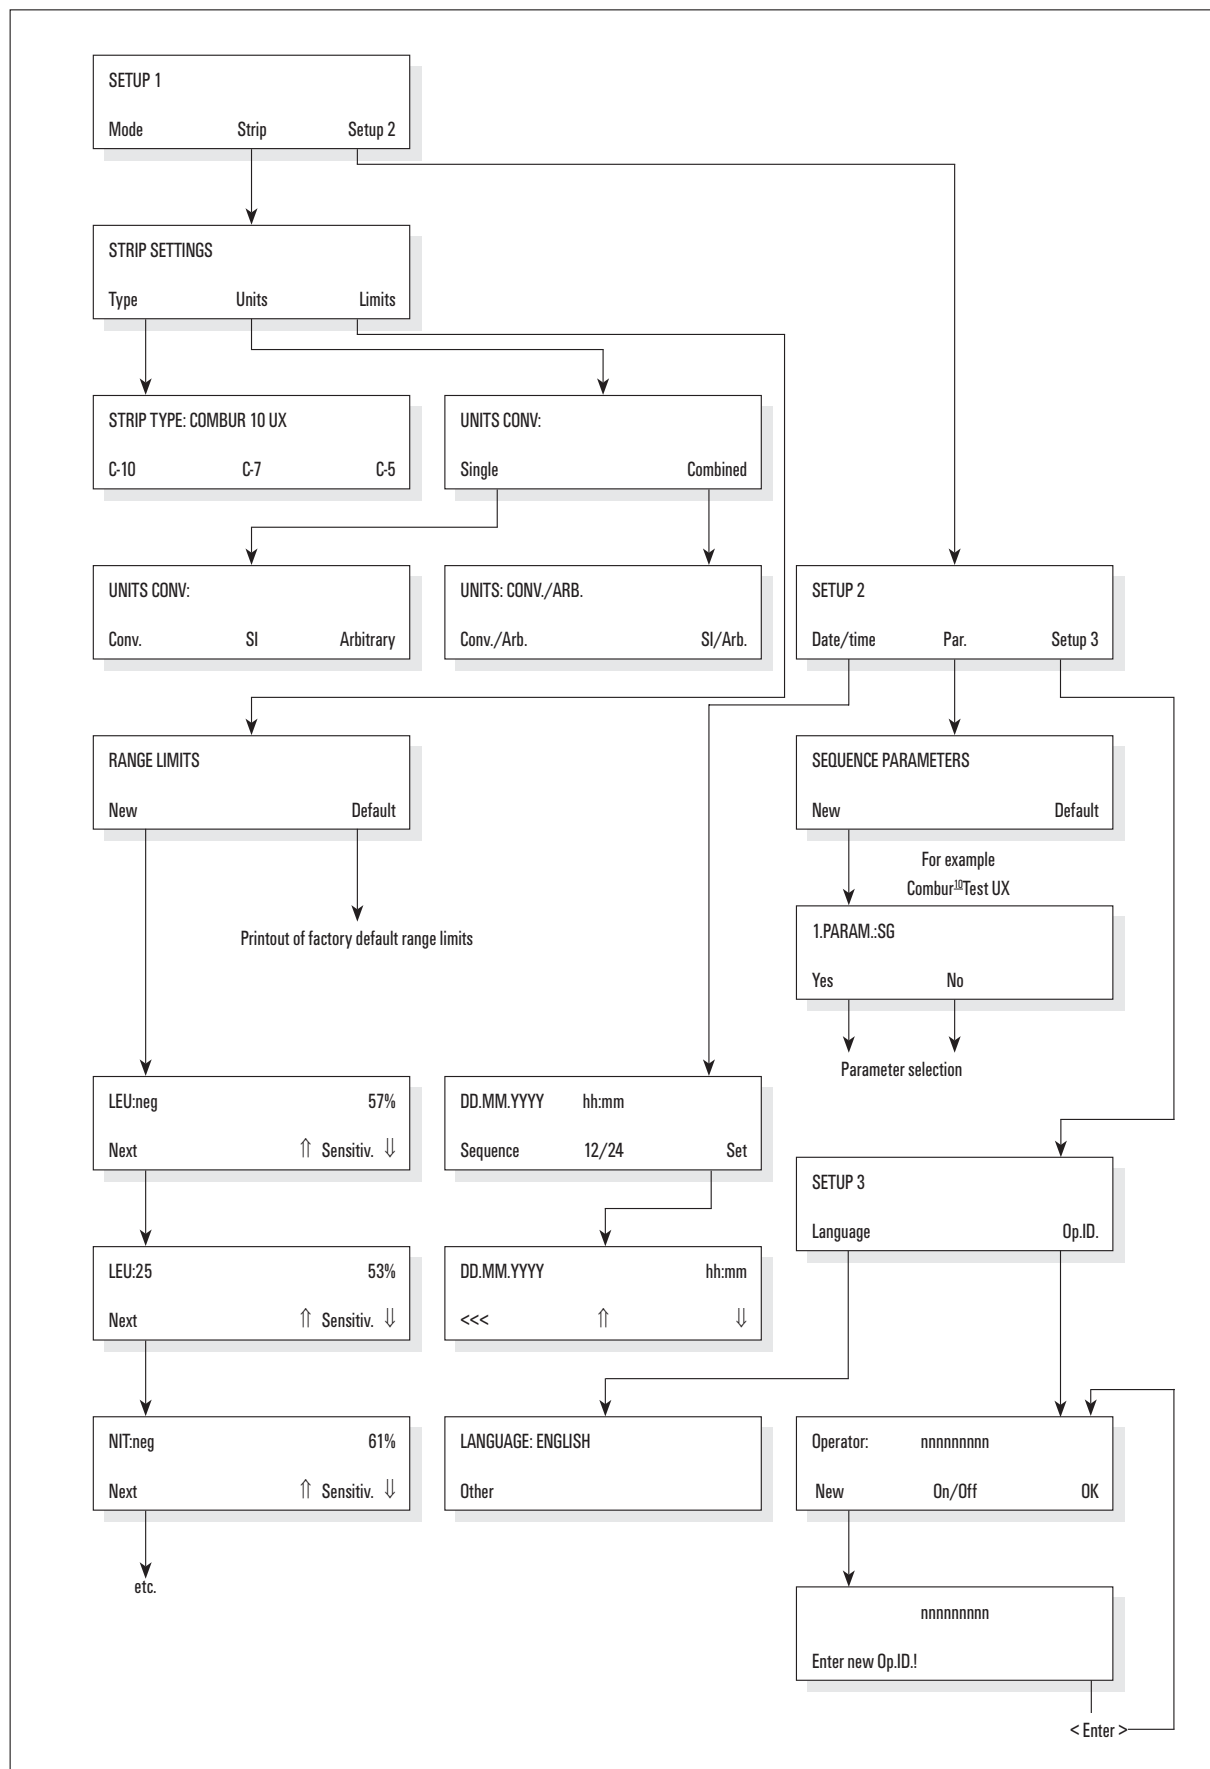 SETUP 1
Mode Strip Setup 2
STRIP SETTINGS
Type Units Limits
STRIP TYPE: COMBUR 10 UX
C-10 C-7 C-5
UNITS CONV:
Single Combined
UNITS CONV:
Conv. SI Arbitrary
UNITS: CONV./ARB.
Conv./Arb. SI/Arb.
SETUP 2
Date/time Par. Setup 3
RANGE LIMITS
New Default
Printout of factory default range limits
SEQUENCE PARAMETERS
New Default
For example
Combur10Test UX
1.PARAM.:SG
Yes No
Parameter selection
LEU:neg 57%
Next ⇑ Sensitiv. ⇓
DD.MM.YYYY hh:mm
Sequence 12/24 Set
SETUP 3
Language Op.ID.
LEU:25 53%
Next ⇑ Sensitiv. ⇓
DD.MM.YYYY hh:mm
<<< ⇑ ⇓
NIT:neg 61%
Next ⇑ Sensitiv. ⇓
etc.
LANGUAGE: ENGLISH
Other
Operator: nnnnnnnnn
New On/Off OK
nnnnnnnnn
Enter new Op.ID.!
< Enter >